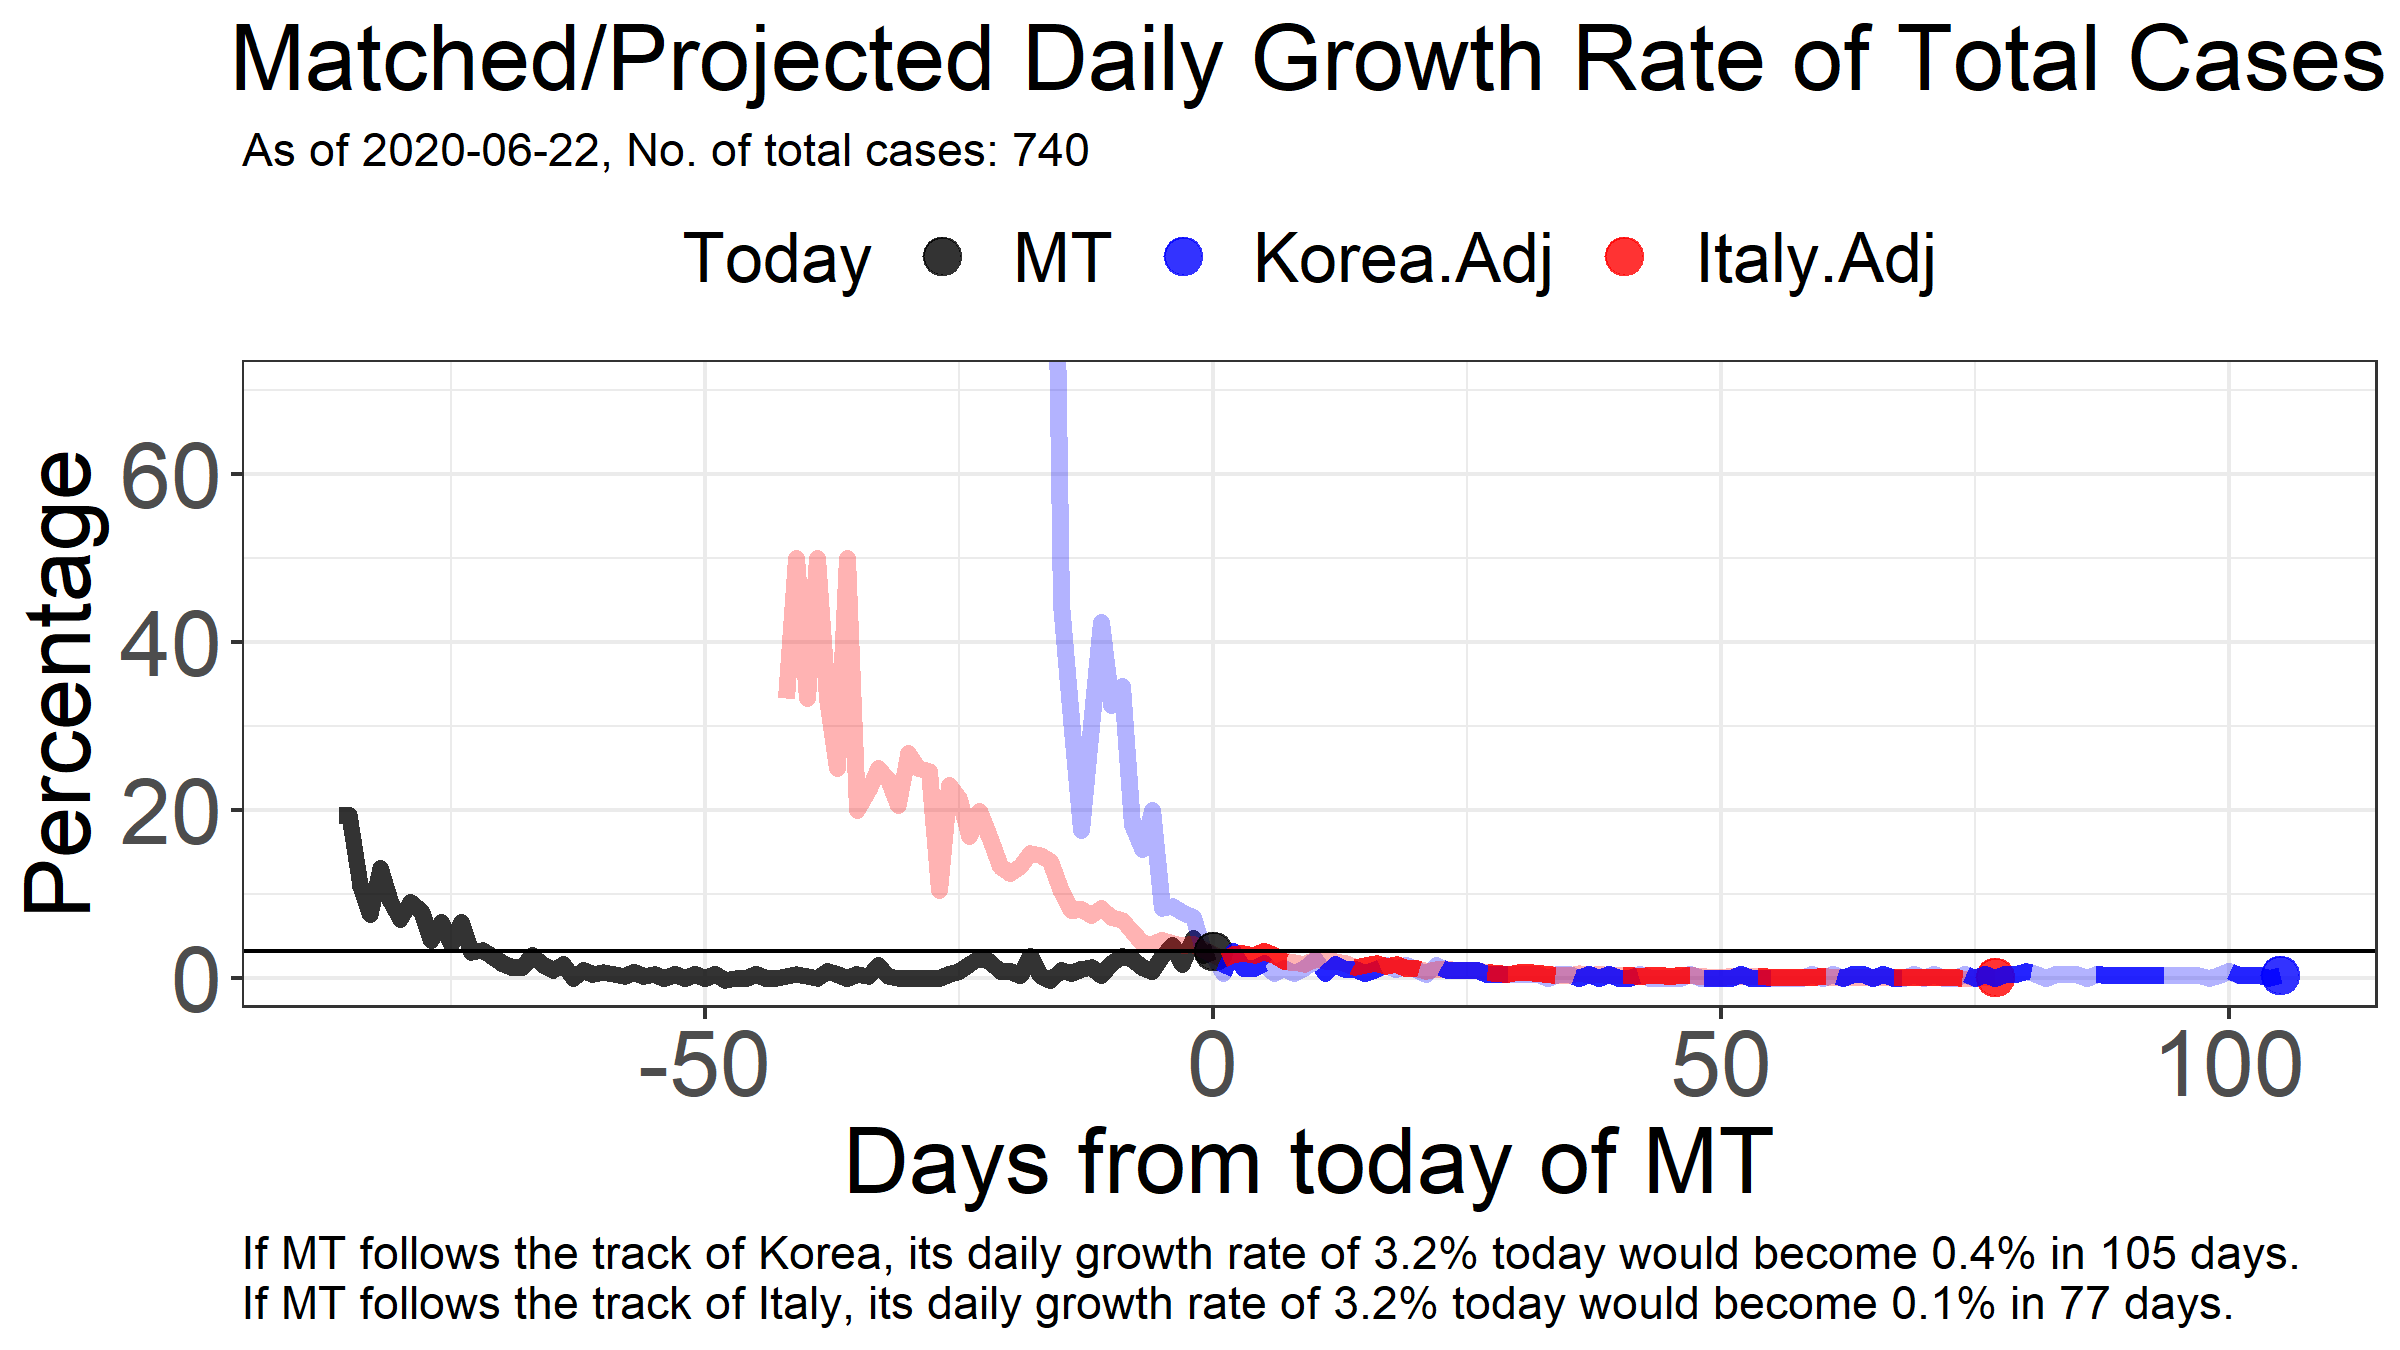 Matched/Projected Daily Growth Rate of Total Cases
As of 2020-06-22, No. of total cases: 740
Today MT Korea.Adj Italy.Adj
Percentage
60
40
20
0
-50 0 50 100
Days from today of MT
If MT follows the track of Korea, its daily growth rate of 3.2% today would become 0.4% in 105 days.
If MT follows the track of Italy, its daily growth rate of 3.2% today would become 0.1% in 77 days.